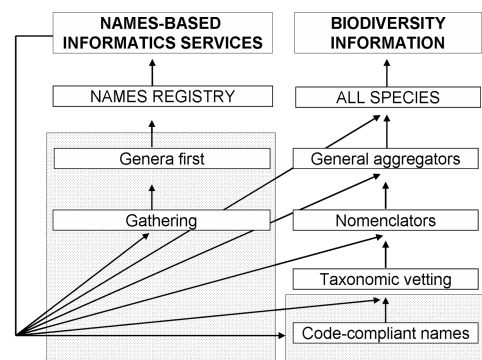 NAMES-BASED
INFORMATICS SERVICES
NAMES REGISTRY
Genera first
Gathering
BIODIVERSITY
INFORMATION
ALL SPECIES
General aggregators
Nomenclators
Taxonomic vetting
Code-compliant names